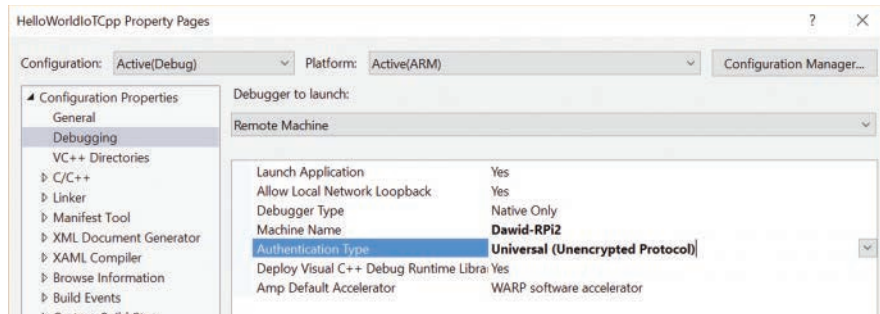 HelloWorldIoTCpp Property Pages ? ×
Configuration: Active(Debug) Platform: Active(ARM) Configuration Manager...
Configuration Properties
General
Debugging
VC++ Directories
C/C++
Linker
Manifest Tool
XML Document Generator
XAML Compiler
Browse Information
Build Events
Debugger to launch:
Remote Machine
Launch Application Yes
Allow Local Network Loopback Yes
Debugger Type Native Only
Machine Name Dawid-RPi2
Authentication Type Universal (Unencrypted Protocol)
Deploy Visual C++ Debug Runtime Librar Yes
Amp Default Accelerator WARP software accelerator